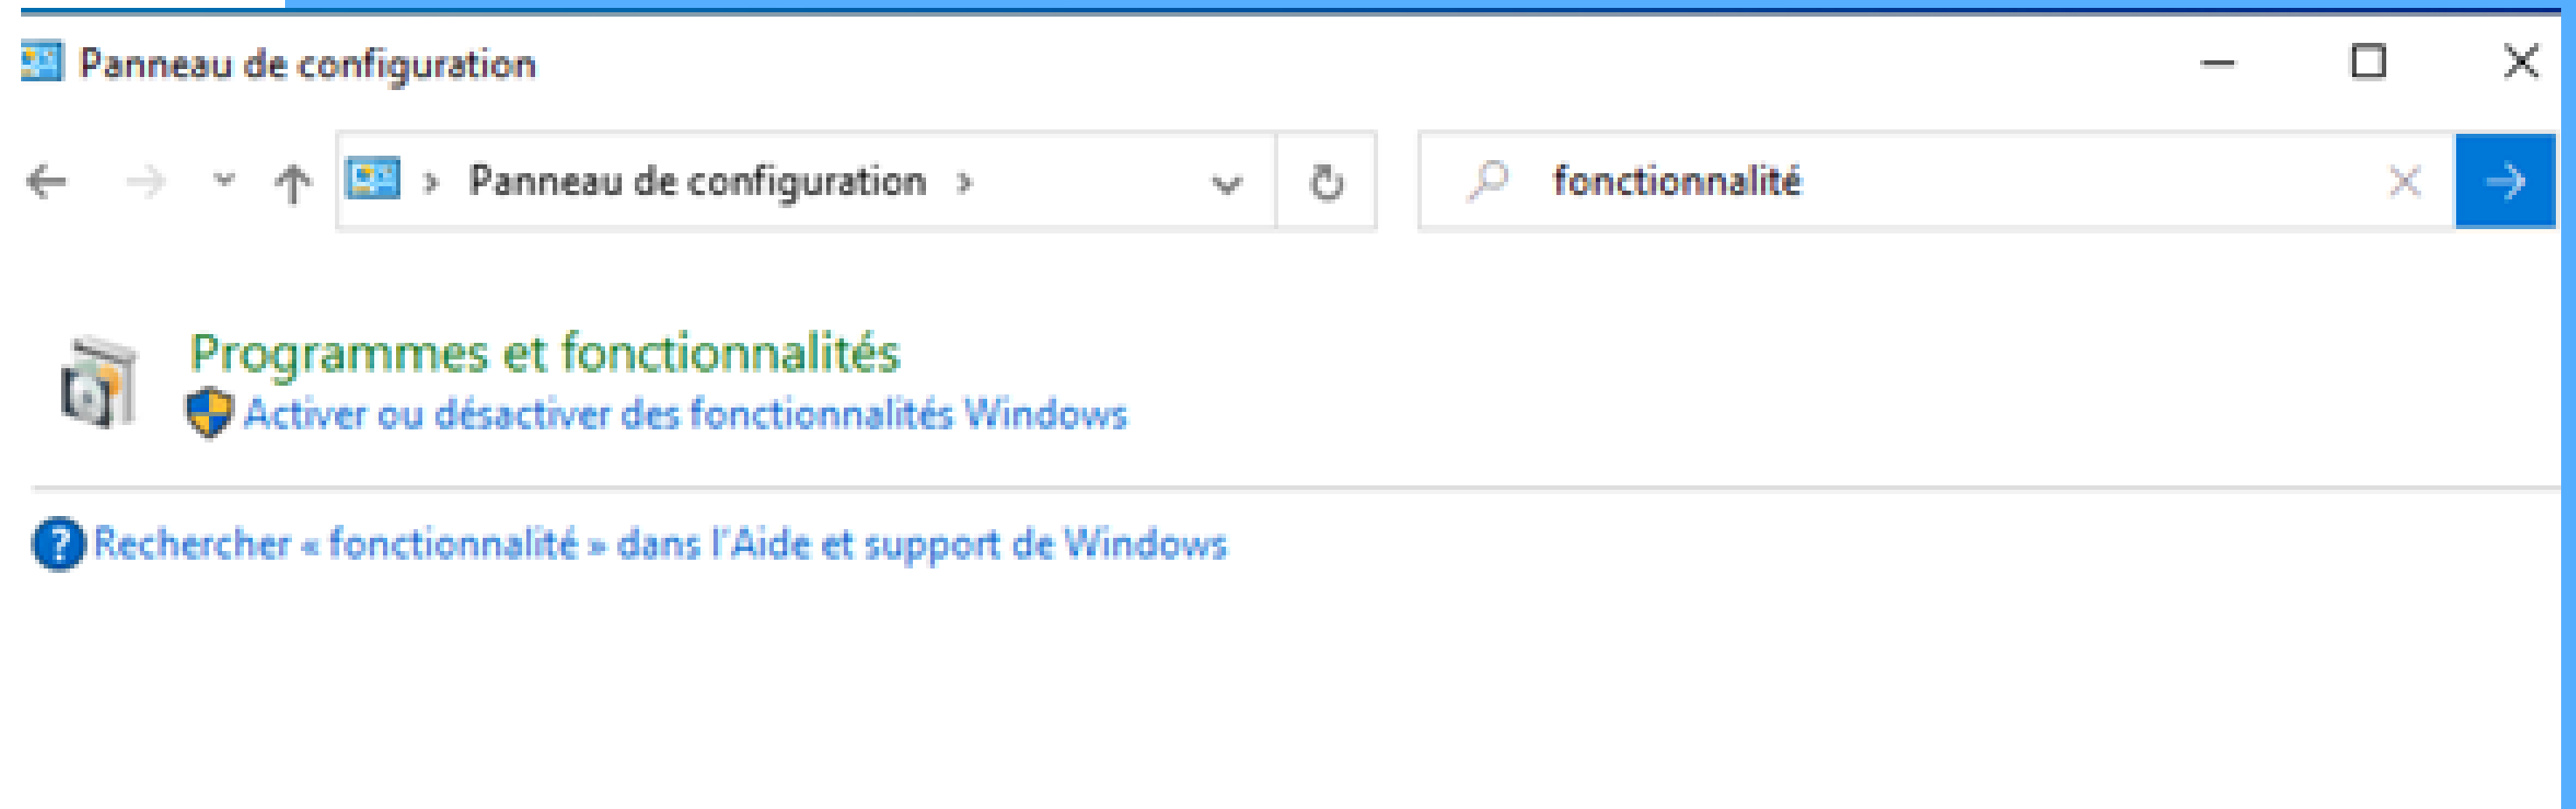 Panneau de configuration
Panneau de configuration
fonctionnalité
Programmes et fonctionnalités
Activer ou désactiver des fonctionnalités Windows
Rechercher « fonctionnalité » dans l'Aide et support de Windows